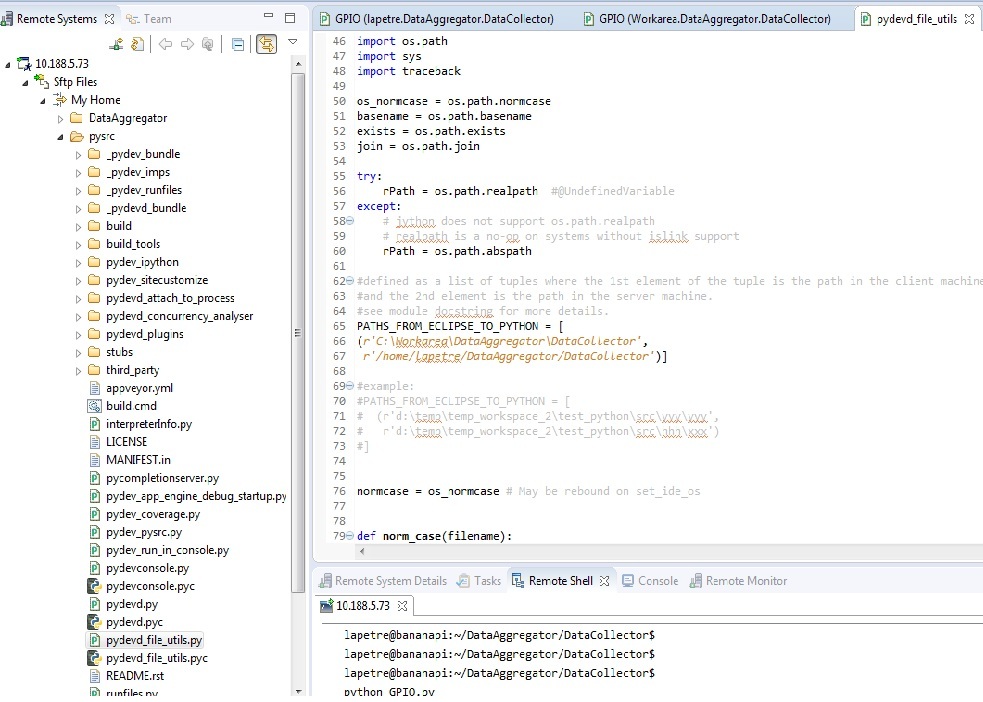 Remote Systems
Team
10.188.5.73
Sftp Files
My Home
DataAggregator
pysrc
_pydev_bundle
_pydev_imps
_pydev_runfiles
_pydevd_bundle
build
build_tools
pydev_ipython
pydev_sitecustomize
pydevd_attach_to_process
pydevd_concurrency_analyser
pydevd_plugins
stubs
third_party
appveyor.yml
build.cmd
interpreterInfo.py
LICENSE
MANIFEST.in
pycompletionserver.py
pydev_app_engine_debug_startup.py
pydev_coverage.py
pydev_pysrc.py
pydev_run_in_console.py
pydevconsole.py
pydevconsole.pyc
pydevd.py
pydevd.pyc
pydevd_file_utils.py
pydevd_file_utils.pyc
README.rst
runfiles.py
GPIO (lapetre.DataAggregator.DataCollector)
GPIO (Workarea.DataAggregator.DataCollector)
pydevd_file_utils
46 import os.path
47 import sys
48 import traceback
49
50 os_normcase = os.path.normcase
51 basename = os.path.basename
52 exists = os.path.exists
53 join = os.path.join
54
55 try:
56 rPath = os.path.realpath #@UndefinedVariable
57 except:
58 # jython does not support os.path.realpath
59 # realpath is a no-op on systems without islink support
60 rPath = os.path.abspath
61
62 #defined as a list of tuples where the 1st element of the tuple is the path in the client machine
63 #and the 2nd element is the path in the server machine.
64 #see module docstring for more details.
65 PATHS_FROM_ECLIPSE_TO_PYTHON = [
66 (r'C:\Workarea\DataAggregator\DataCollector',
67 r'/home/lapetre/DataAggregator/DataCollector')]
68
69 #example:
70 #PATHS_FROM_ECLIPSE_TO_PYTHON = [
71 # (r'd:\temp\temp_workspace_2\test_python\src\yyy\yyy',
72 # r'd:\temp\temp_workspace_2\test_python\src\hhh\xxx')
73 #]
74
75
76 normcase = os_normcase # May be rebound on set_ide_os
77
78
79 def norm_case(filename):
Remote System Details
Tasks
Remote Shell
Console
Remote Monitor
10.188.5.73
lapetre@bananapi:~/DataAggregator/DataCollector$
lapetre@bananapi:~/DataAggregator/DataCollector$
lapetre@bananapi:~/DataAggregator/DataCollector$
python GPIO.py